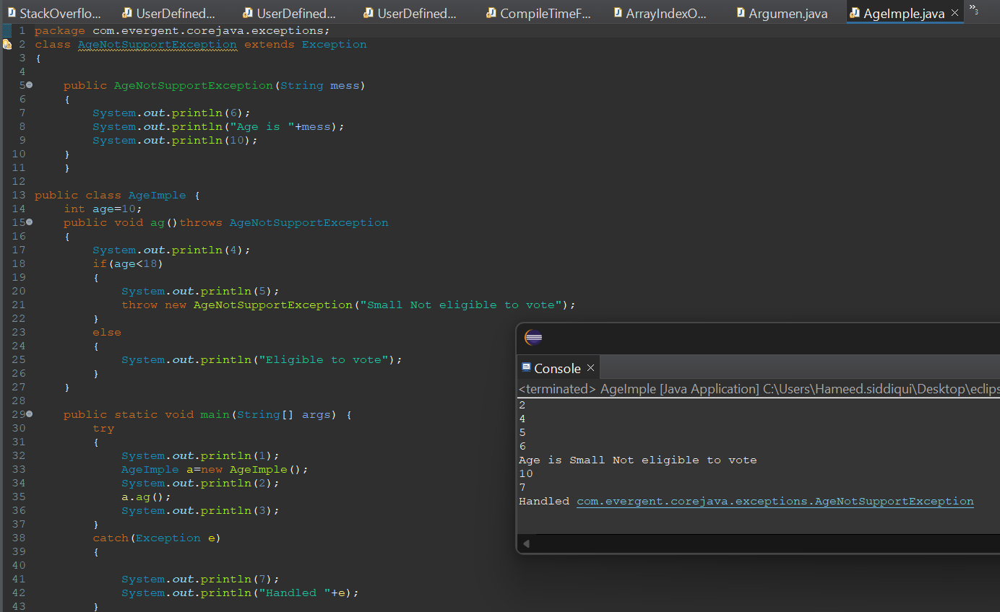 StackOverflo... UserDefined... UserDefined... UserDefined... CompileTimeF... ArrayIndexO... Argumen.java AgeImple.java × »3
1 package com.evergent.corejava.exceptions;
2 class AgeNotSupportException extends Exception
3 {
4
5 public AgeNotSupportException(String mess)
6 {
7 System.out.println(6);
8 System.out.println("Age is "+mess);
9 System.out.println(10);
10 }
11 }
12
13 public class AgeImple {
14 int age=10;
15 public void ag()throws AgeNotSupportException
16 {
17 System.out.println(4);
18 if(age<18)
19 {
20 System.out.println(5);
21 throw new AgeNotSupportException("Small Not eligible to vote");
22 }
23 else
24 {
25 System.out.println("Eligible to vote");
26 }
27 }
28
29 public static void main(String[] args) {
30 try
31 {
32 System.out.println(1);
33 AgeImple a=new AgeImple();
34 System.out.println(2);
35 a.ag();
36 System.out.println(3);
37 }
38 catch(Exception e)
39 {
40
41 System.out.println(7);
42 System.out.println("Handled "+e);
43 }
Console ×
<terminated> AgeImple [Java Application] C:\Users\Hameed.siddiqui\Desktop\eclips
2
4
5
6
Age is Small Not eligible to vote
10
7
Handled com.evergent.corejava.exceptions.AgeNotSupportException